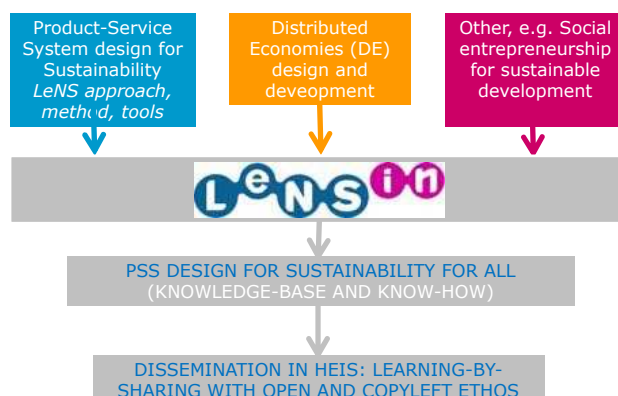 Product-Service
System design for
Sustainability
LeNS approach,
method, tools
Distributed
Economies (DE)
design and
deveopment
Other, e.g. Social
entrepreneurship
for sustainable
development
LeNSin
PSS DESIGN FOR SUSTAINABILITY FOR ALL
(KNOWLEDGE-BASE AND KNOW-HOW)
DISSEMINATION IN HEIS: LEARNING-BY-
SHARING WITH OPEN AND COPYLEFT ETHOS